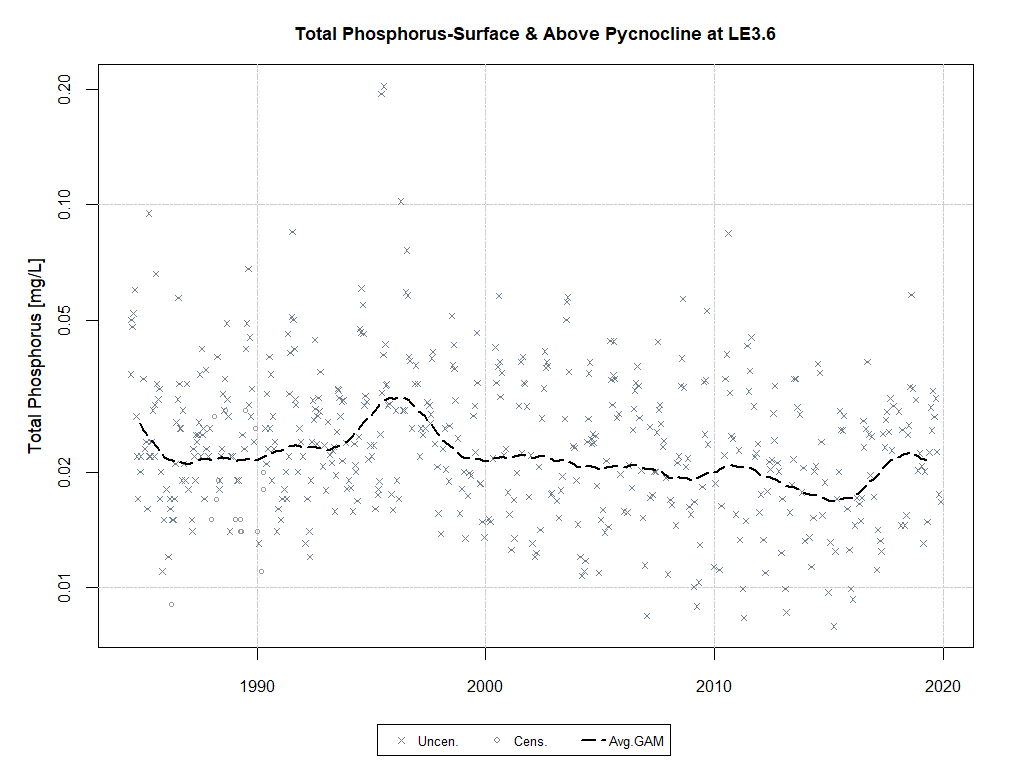 Total Phosphorus-Surface & Above Pycnocline at LE3.6
Total Phosphorus [mg/L]
0.20
0.10
0.05
0.02
0.01
1990 2000 2010 2020
Uncen. Cens. Avg.GAM